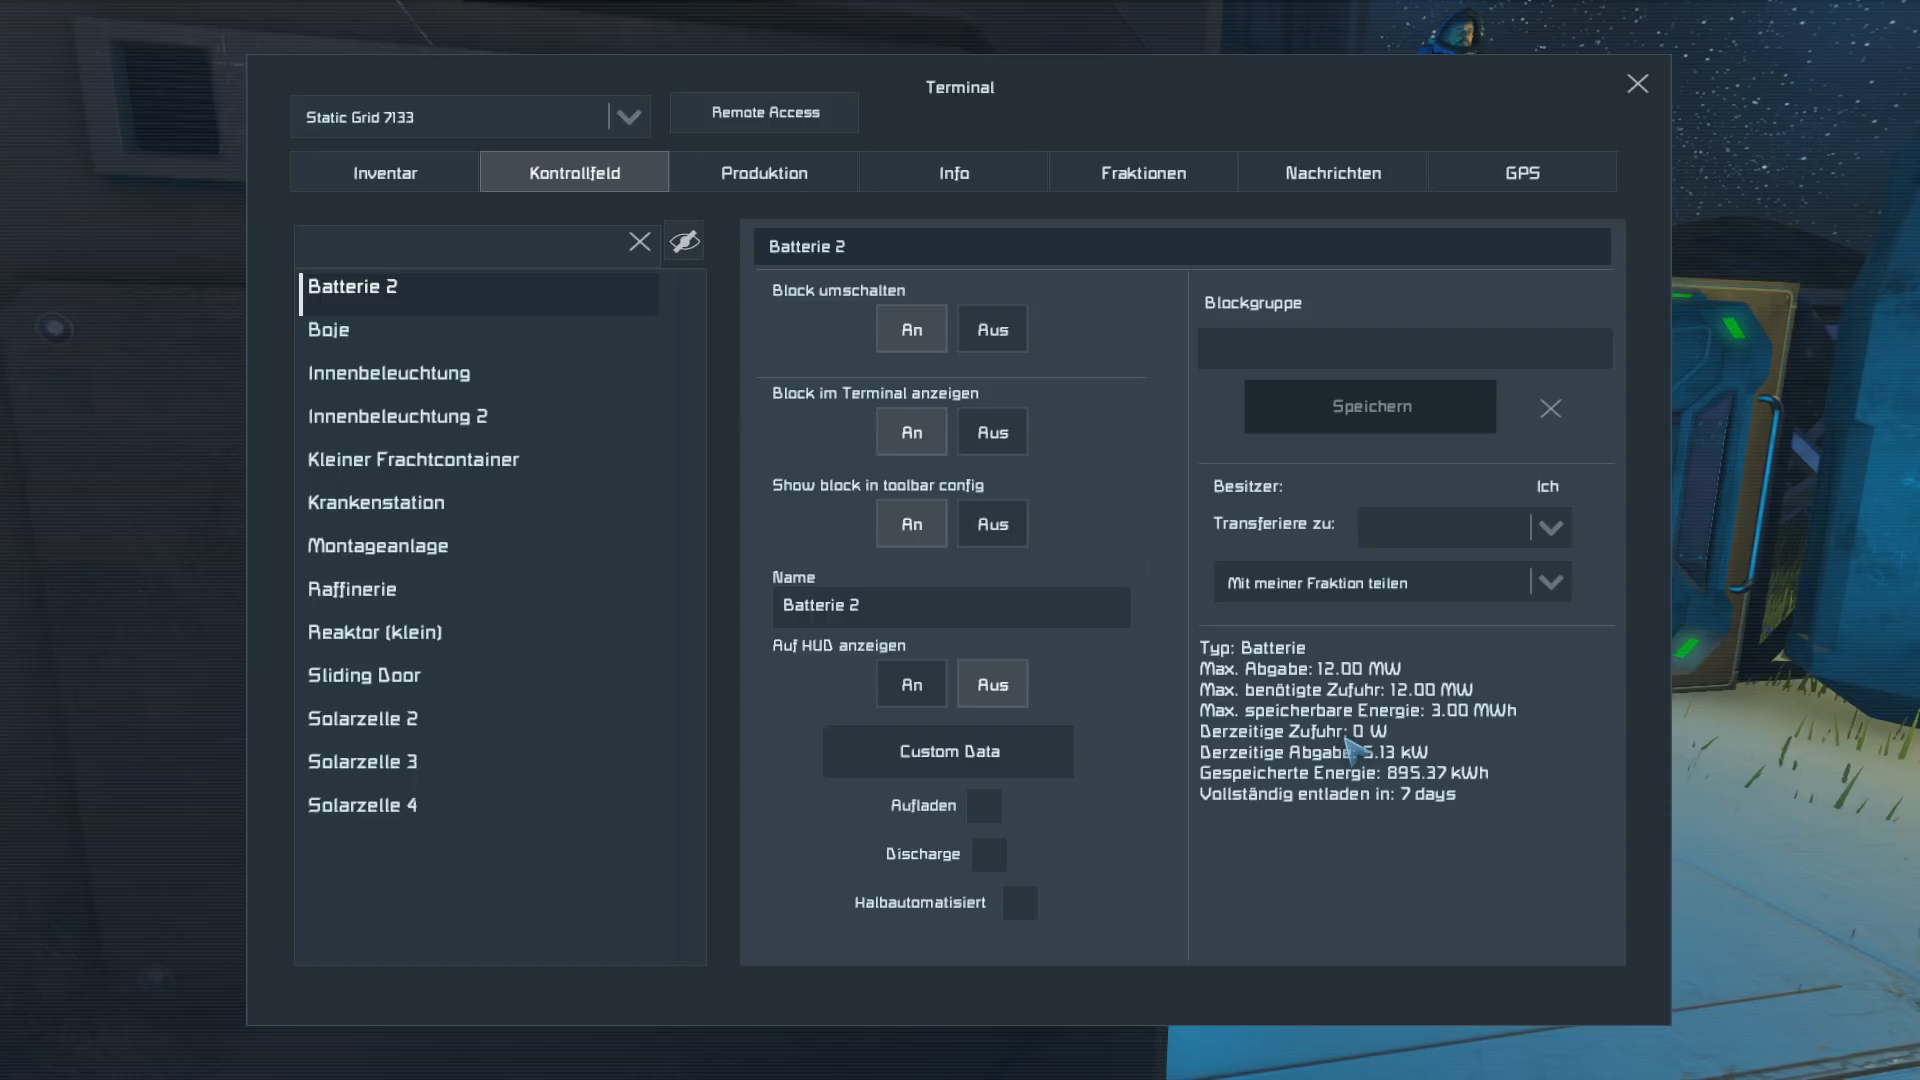 Terminal
Static Grid 7133
Remote Access
Inventar
Kontrollfeld
Produktion
Info
Fraktionen
Nachrichten
GPS
Batterie 2
Boje
Innenbeleuchtung
Innenbeleuchtung 2
Kleiner Frachtcontainer
Krankenstation
Montageanlage
Raffinerie
Reaktor (klein)
Sliding Door
Solarzelle 2
Solarzelle 3
Solarzelle 4
Batterie 2
Block umschalten
An Aus
Block im Terminal anzeigen
An Aus
Show block in toolbar config
An Aus
Name
Batterie 2
Auf HUD anzeigen
An Aus
Custom Data
Aufladen
Discharge
Halbautomatisiert
Blockgruppe
Speichern
Besitzer: Ich
Transferiere zu:
Mit meiner Fraktion teilen
Typ: Batterie
Max. Abgabe: 12.00 MW
Max. benötigte Zufuhr: 12.00 MW
Max. speicherbare Energie: 3.00 MWh
Derzeitige Zufuhr: 0 W
Derzeitige Abgabe: 5.13 kW
Gespeicherte Energie: 895.37 kWh
Vollständig entladen in: 7 days